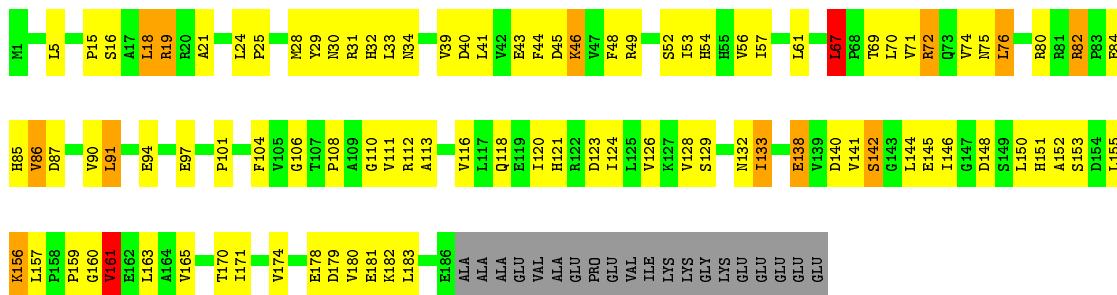 M1 L5 P15 S16 A17 L18 R19 R20 A21 L24 P25 M28 Y29 N30 R31 H32 L33 N34 V39 D40 L41 V42 E43 F44 D45 K46 V47 F48 R49 S52 I53 H54 H55 V56 I57 L61 L67 P68 T69 L70 V71 R72 Q73 V74 N75 L76 R80 R81 R82 P83
H85 V86 D87 V90 L91 E94 E97 P101 F104 V105 G106 T107 P108 A109 G110 V111 R112 A113 V116 L117 Q118 E119 I120 H121 R122 D123 I124 L125 V126 K127 V128 S129 N132 I133 E138 V139 D140 V141 S142 G143 L144 E145 I146 G147 D148 S149 L150 H151 A152 S153 D154 L155
K156 L157 P158 P159 G160 V161 E162 L163 A164 V165 T170 I171 V174 E178 D179 V180 E181 K182 L183 E186 ALA ALA ALA GLU VAL ALA GLU PRO GLU VAL ILE LYS LYS GLY LYS GLU GLU GLU GLU GLU